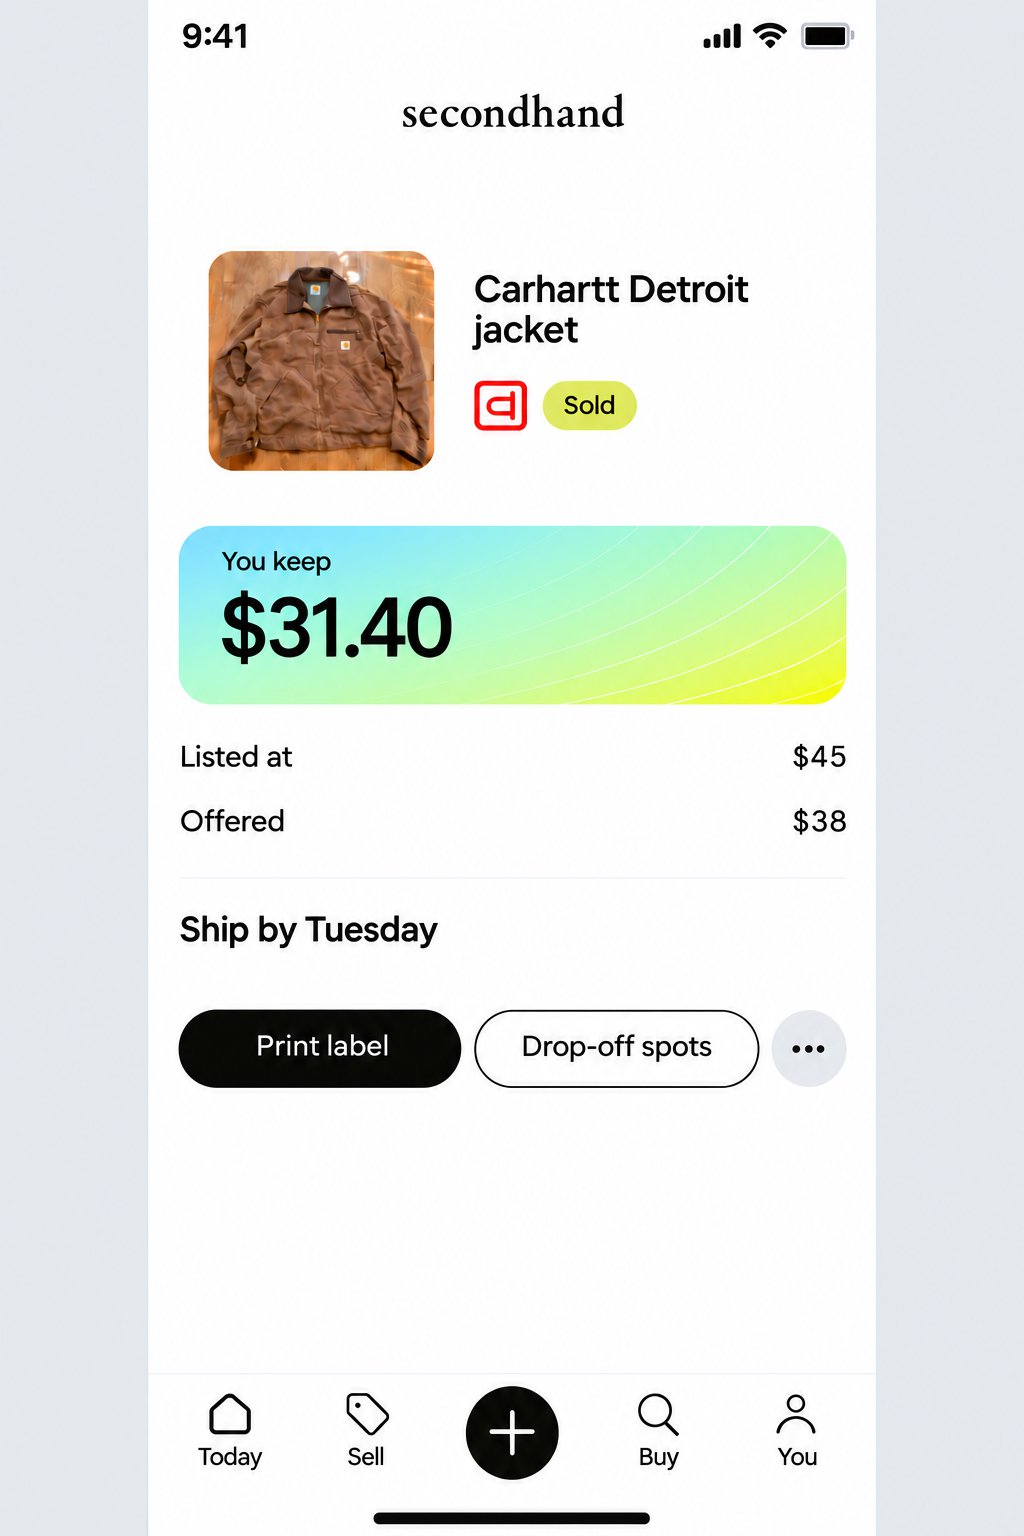 9:41
secondhand
Carhartt Detroit
jacket
Sold
You keep
$31.40
Listed at $45
Offered $38
Ship by Tuesday
Print label Drop-off spots
Today Sell Buy You